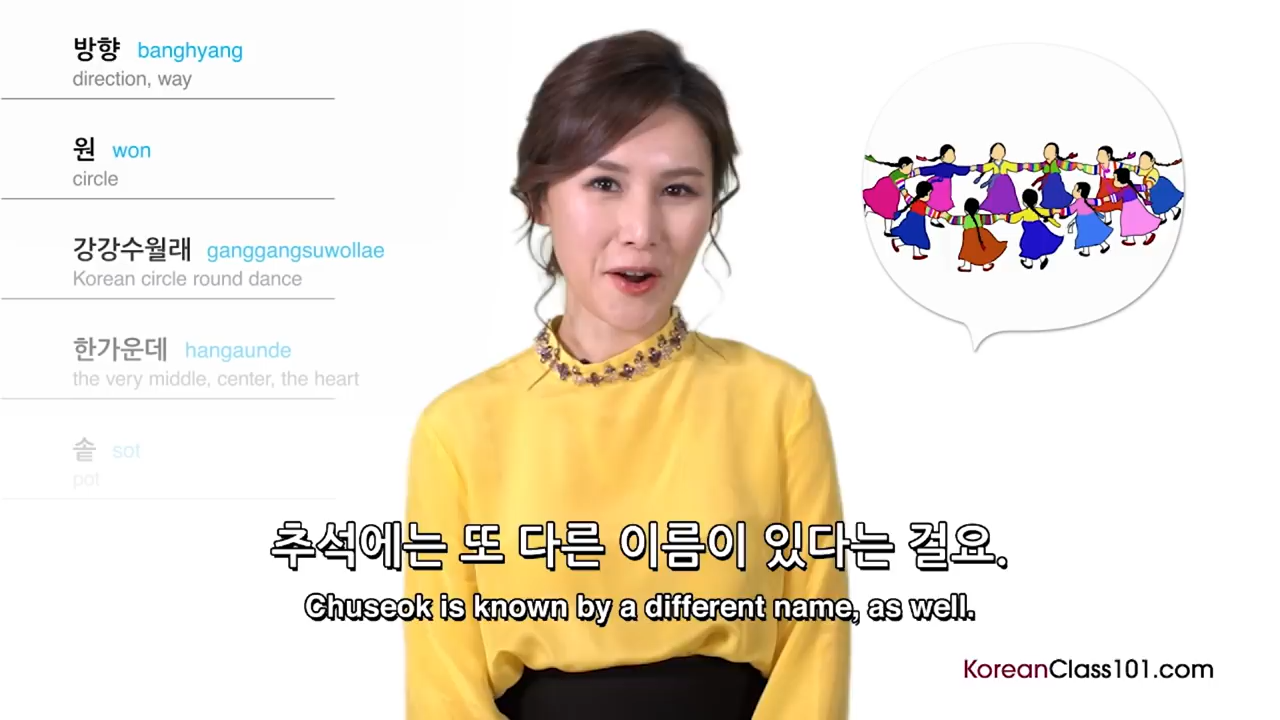 방향 banghyang
direction, way
원 won
circle
강강수월래 ganggangsuwollae
Korean circle round dance
한가운데 hangaunde
the very middle, center, the heart
솥 sot
pot
추석에는 또 다른 이름이 있다는 걸요.
Chuseok is known by a different name, as well.
KoreanClass101.com